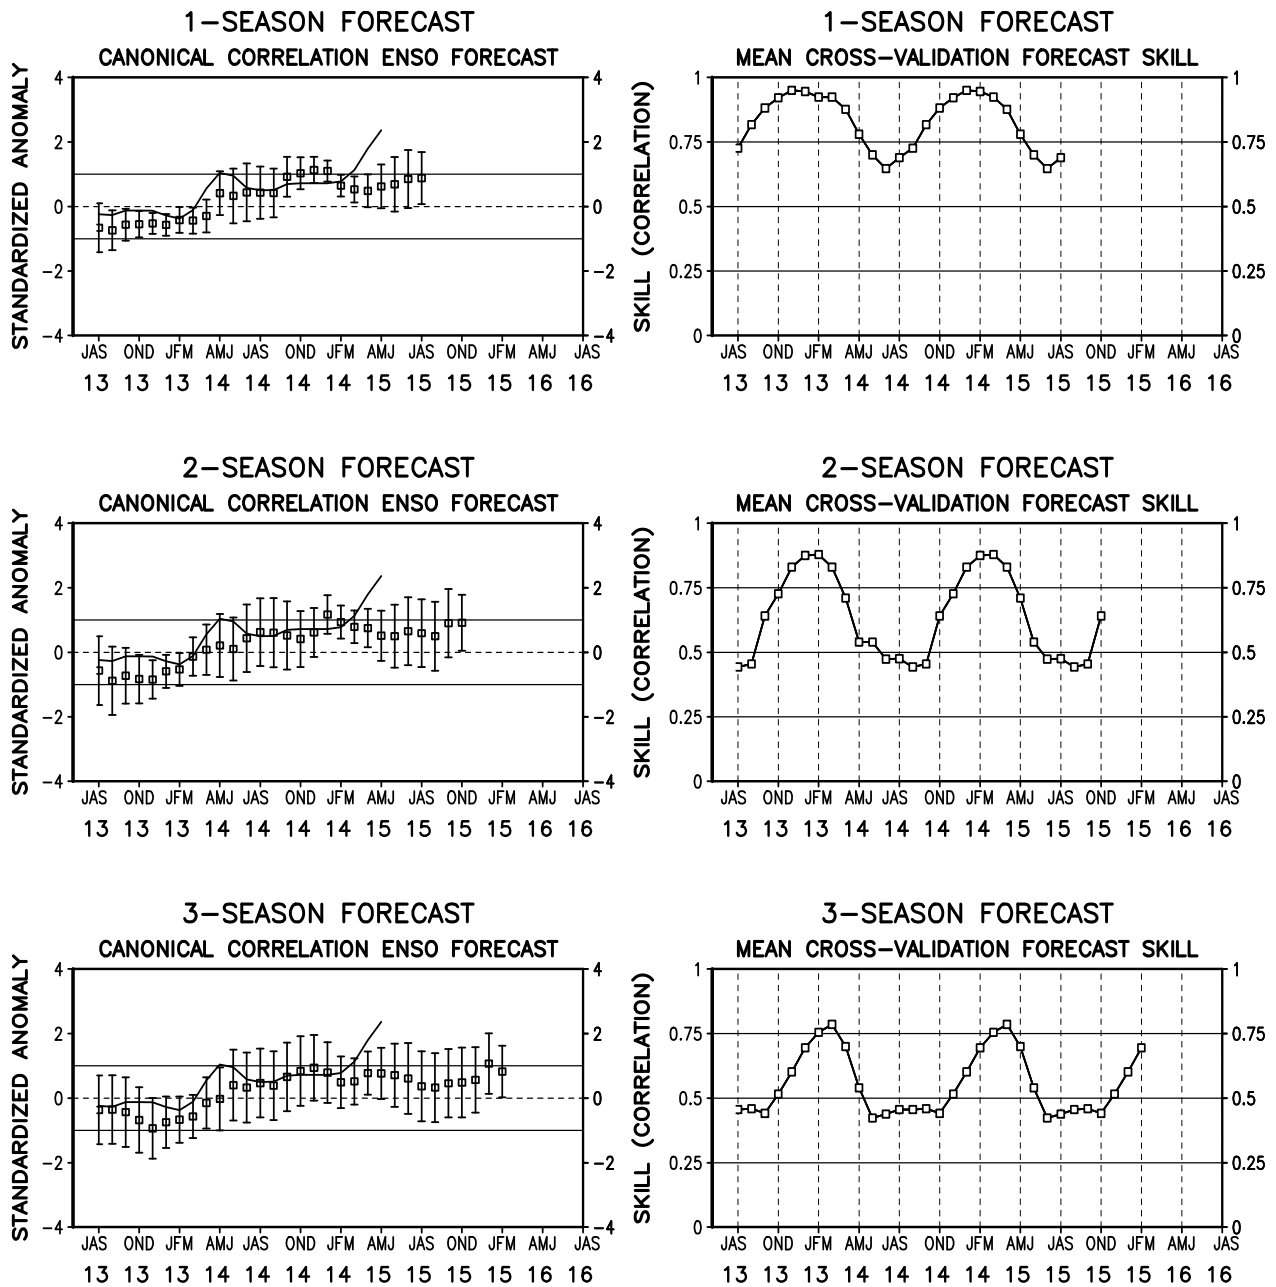 1-SEASON FORECAST
CANONICAL CORRELATION ENSO FORECAST
STANDARDIZED ANOMALY
4 4
2 2
0 0
-2 -2
-4 -4
JAS OND JFM AMJ JAS OND JFM AMJ JAS OND JFM AMJ JAS
13 13 13 14 14 14 14 15 15 15 15 16 16
1-SEASON FORECAST
MEAN CROSS-VALIDATION FORECAST SKILL
SKILL (CORRELATION)
1 1
0.75 0.75
0.5 0.5
0.25 0.25
0 0
JAS OND JFM AMJ JAS OND JFM AMJ JAS OND JFM AMJ JAS
13 13 13 14 14 14 14 15 15 15 15 16 16
2-SEASON FORECAST
CANONICAL CORRELATION ENSO FORECAST
STANDARDIZED ANOMALY
4 4
2 2
0 0
-2 -2
-4 -4
JAS OND JFM AMJ JAS OND JFM AMJ JAS OND JFM AMJ JAS
13 13 13 14 14 14 14 15 15 15 15 16 16
2-SEASON FORECAST
MEAN CROSS-VALIDATION FORECAST SKILL
SKILL (CORRELATION)
1 1
0.75 0.75
0.5 0.5
0.25 0.25
0 0
JAS OND JFM AMJ JAS OND JFM AMJ JAS OND JFM AMJ JAS
13 13 13 14 14 14 14 15 15 15 15 16 16
3-SEASON FORECAST
CANONICAL CORRELATION ENSO FORECAST
STANDARDIZED ANOMALY
4 4
2 2
0 0
-2 -2
-4 -4
JAS OND JFM AMJ JAS OND JFM AMJ JAS OND JFM AMJ JAS
13 13 13 14 14 14 14 15 15 15 15 16 16
3-SEASON FORECAST
MEAN CROSS-VALIDATION FORECAST SKILL
SKILL (CORRELATION)
1 1
0.75 0.75
0.5 0.5
0.25 0.25
0 0
JAS OND JFM AMJ JAS OND JFM AMJ JAS OND JFM AMJ JAS
13 13 13 14 14 14 14 15 15 15 15 16 16